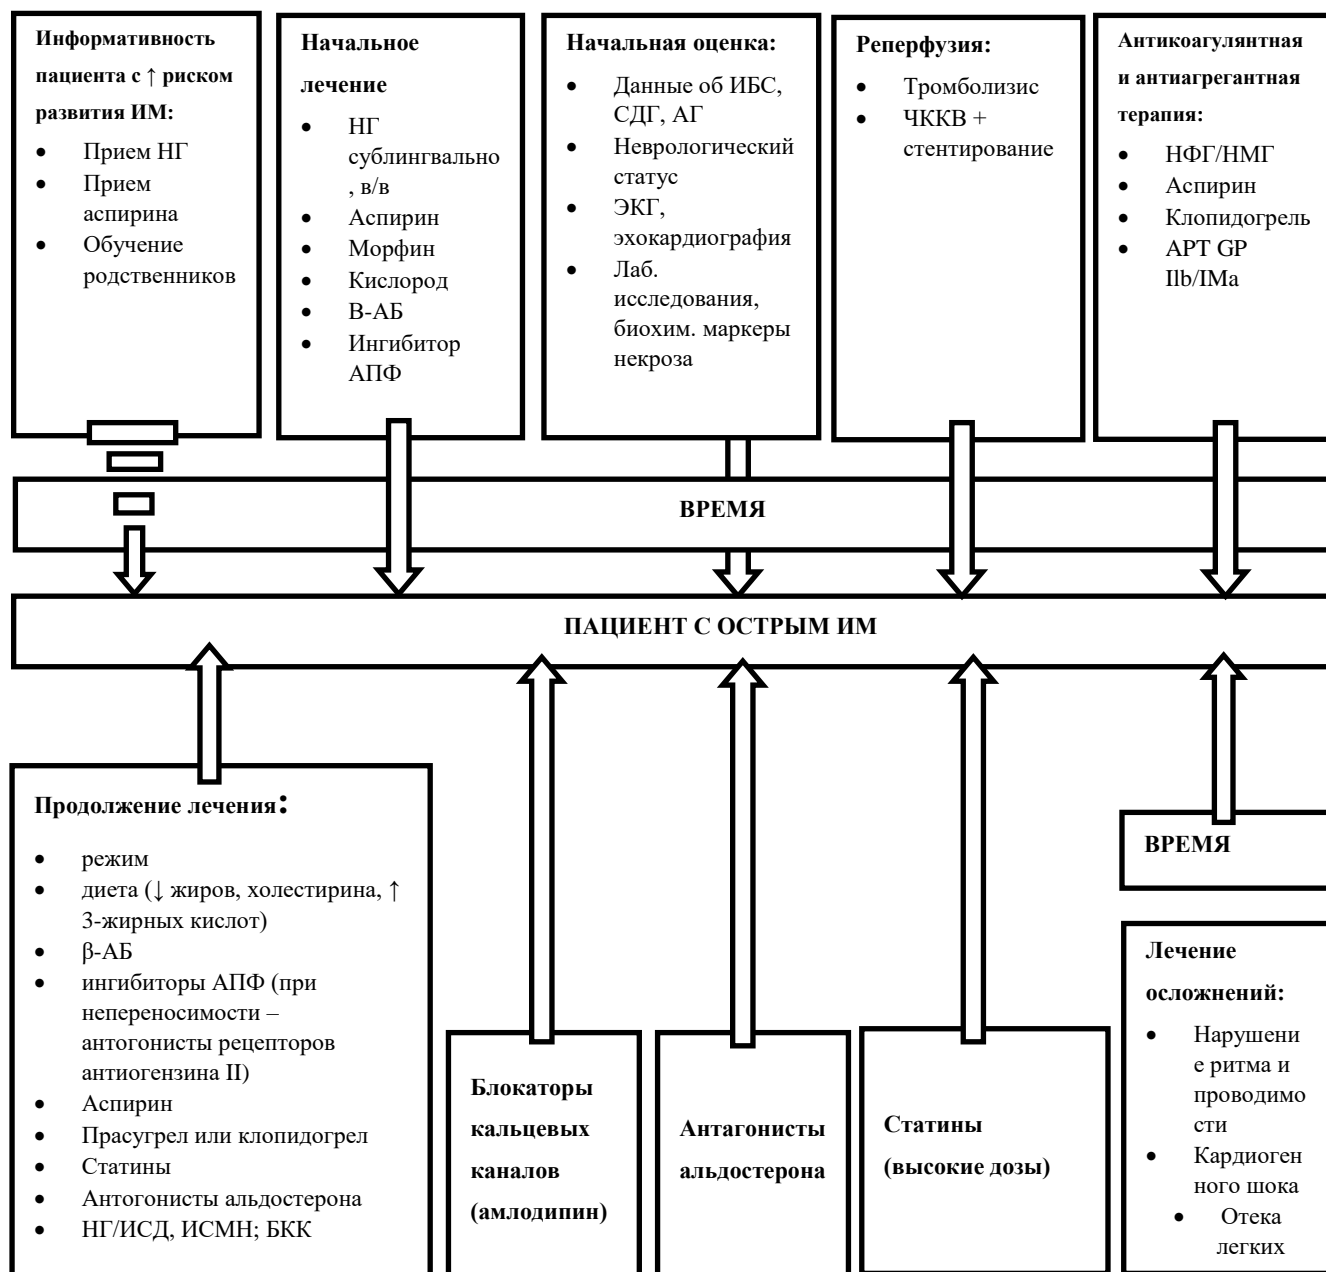 Информативность
пациента с ↑ риском
развития ИМ:
• Прием НГ
• Прием
аспирина
• Обучение
родственников
Начальное
лечение
• НГ
сублингвально
, в/в
• Аспирин
• Морфин
• Кислород
• В-АБ
• Ингибитор
АПФ
Начальная оценка:
• Данные об ИБС,
СДГ, АГ
• Неврологический
статус
• ЭКГ,
эхокардиография
• Лаб.
исследования,
биохим. маркеры
некроза
Реперфузия:
• Тромболизис
• ЧККВ +
стентирование
Антикоагулянтная
и антиагрегантная
терапия:
• НФГ/НМГ
• Аспирин
• Клопидогрель
• АРТ GP
IIb/IMa
ВРЕМЯ
ПАЦИЕНТ С ОСТРЫМ ИМ
Продолжение лечения:
• режим
• диета (↓ жиров, холестирина, ↑
3-жирных кислот)
• β-АБ
• ингибиторы АПФ (при
непереносимости –
антогонисты рецепторов
антиогензина II)
• Аспирин
• Прасугрел или клопидогрел
• Статины
• Антогонисты альдостерона
• НГ/ИСД, ИСМН; БКК
Блокаторы
кальцевых
каналов
(амлодипин)
Антагонисты
альдостерона
Статины
(высокие дозы)
ВРЕМЯ
Лечение
осложнений:
• Нарушени
е ритма и
проводимо
сти
• Кардиоген
ного шока
• Отека
легких